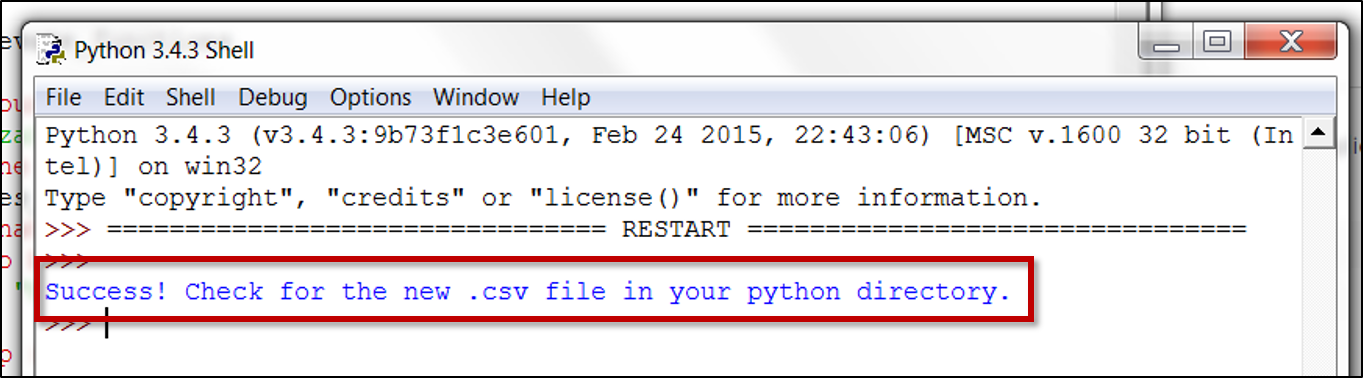 Python 3.4.3 Shell
File Edit Shell Debug Options Window Help
Python 3.4.3 (v3.4.3:9b73f1c3e601, Feb 24 2015, 22:43:06) [MSC v.1600 32 bit (In
tel)] on win32
Type "copyright", "credits" or "license()" for more information.
>>> ================================ RESTART ================================
>>>
Success! Check for the new .csv file in your python directory.
>>>